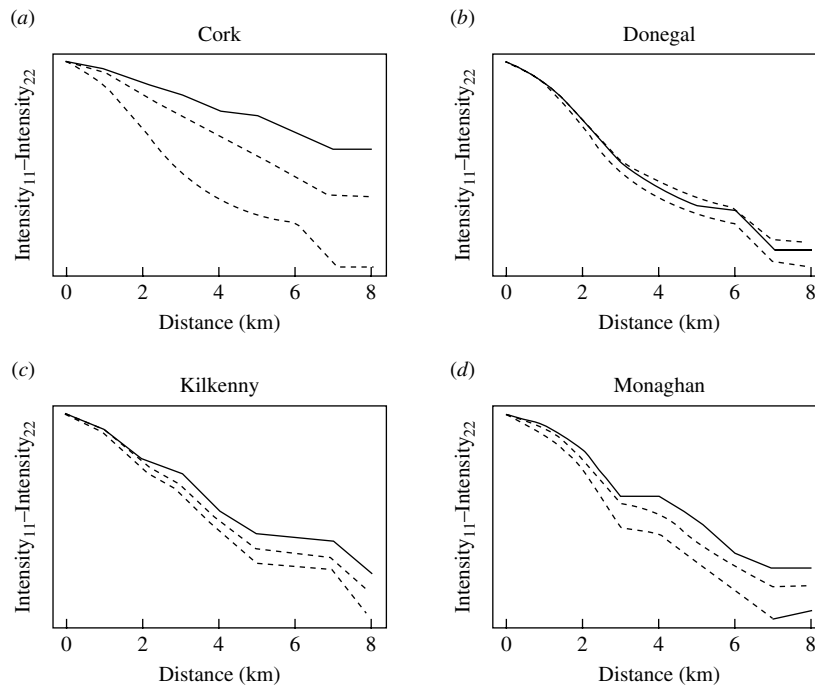 (a)
Cork
Intensity₁₁–Intensity₂₂
0 2 4 6 8
Distance (km)
(b)
Donegal
Intensity₁₁–Intensity₂₂
0 2 4 6 8
Distance (km)
(c)
Kilkenny
Intensity₁₁–Intensity₂₂
0 2 4 6 8
Distance (km)
(d)
Monaghan
Intensity₁₁–Intensity₂₂
0 2 4 6 8
Distance (km)